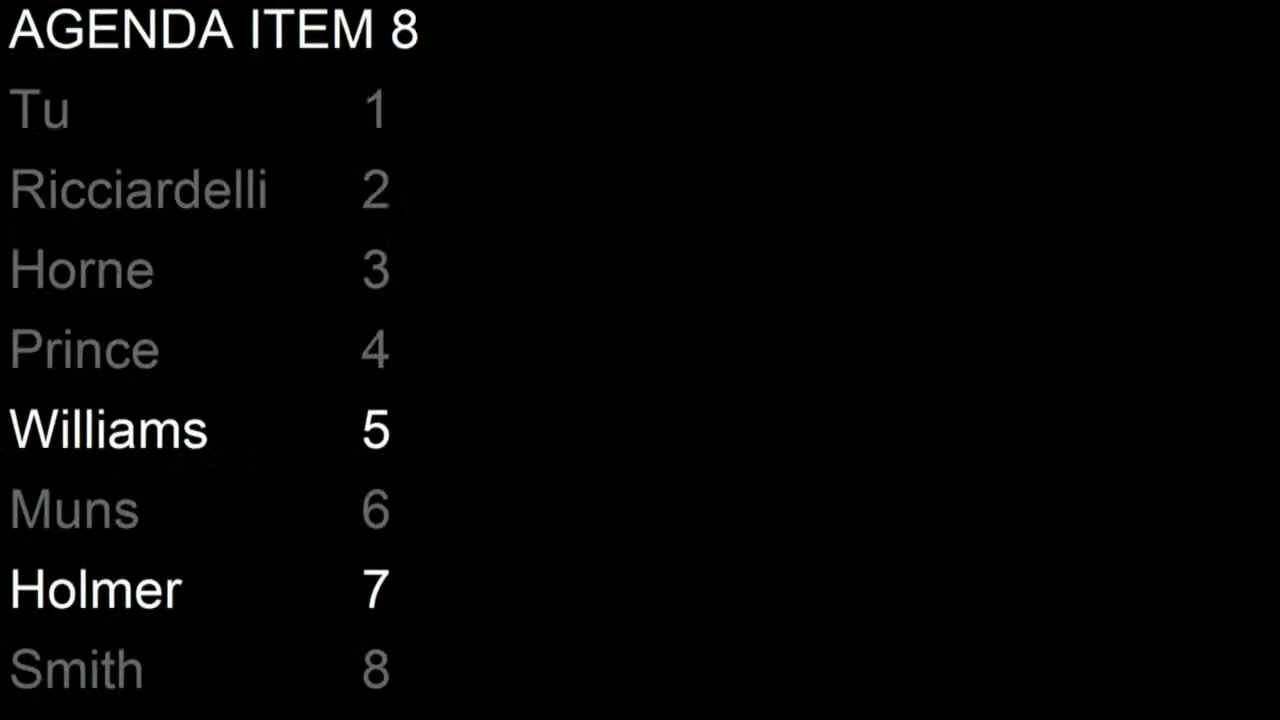 AGENDA ITEM 8
Tu 1
Ricciardelli 2
Horne 3
Prince 4
Williams 5
Muns 6
Holmer 7
Smith 8